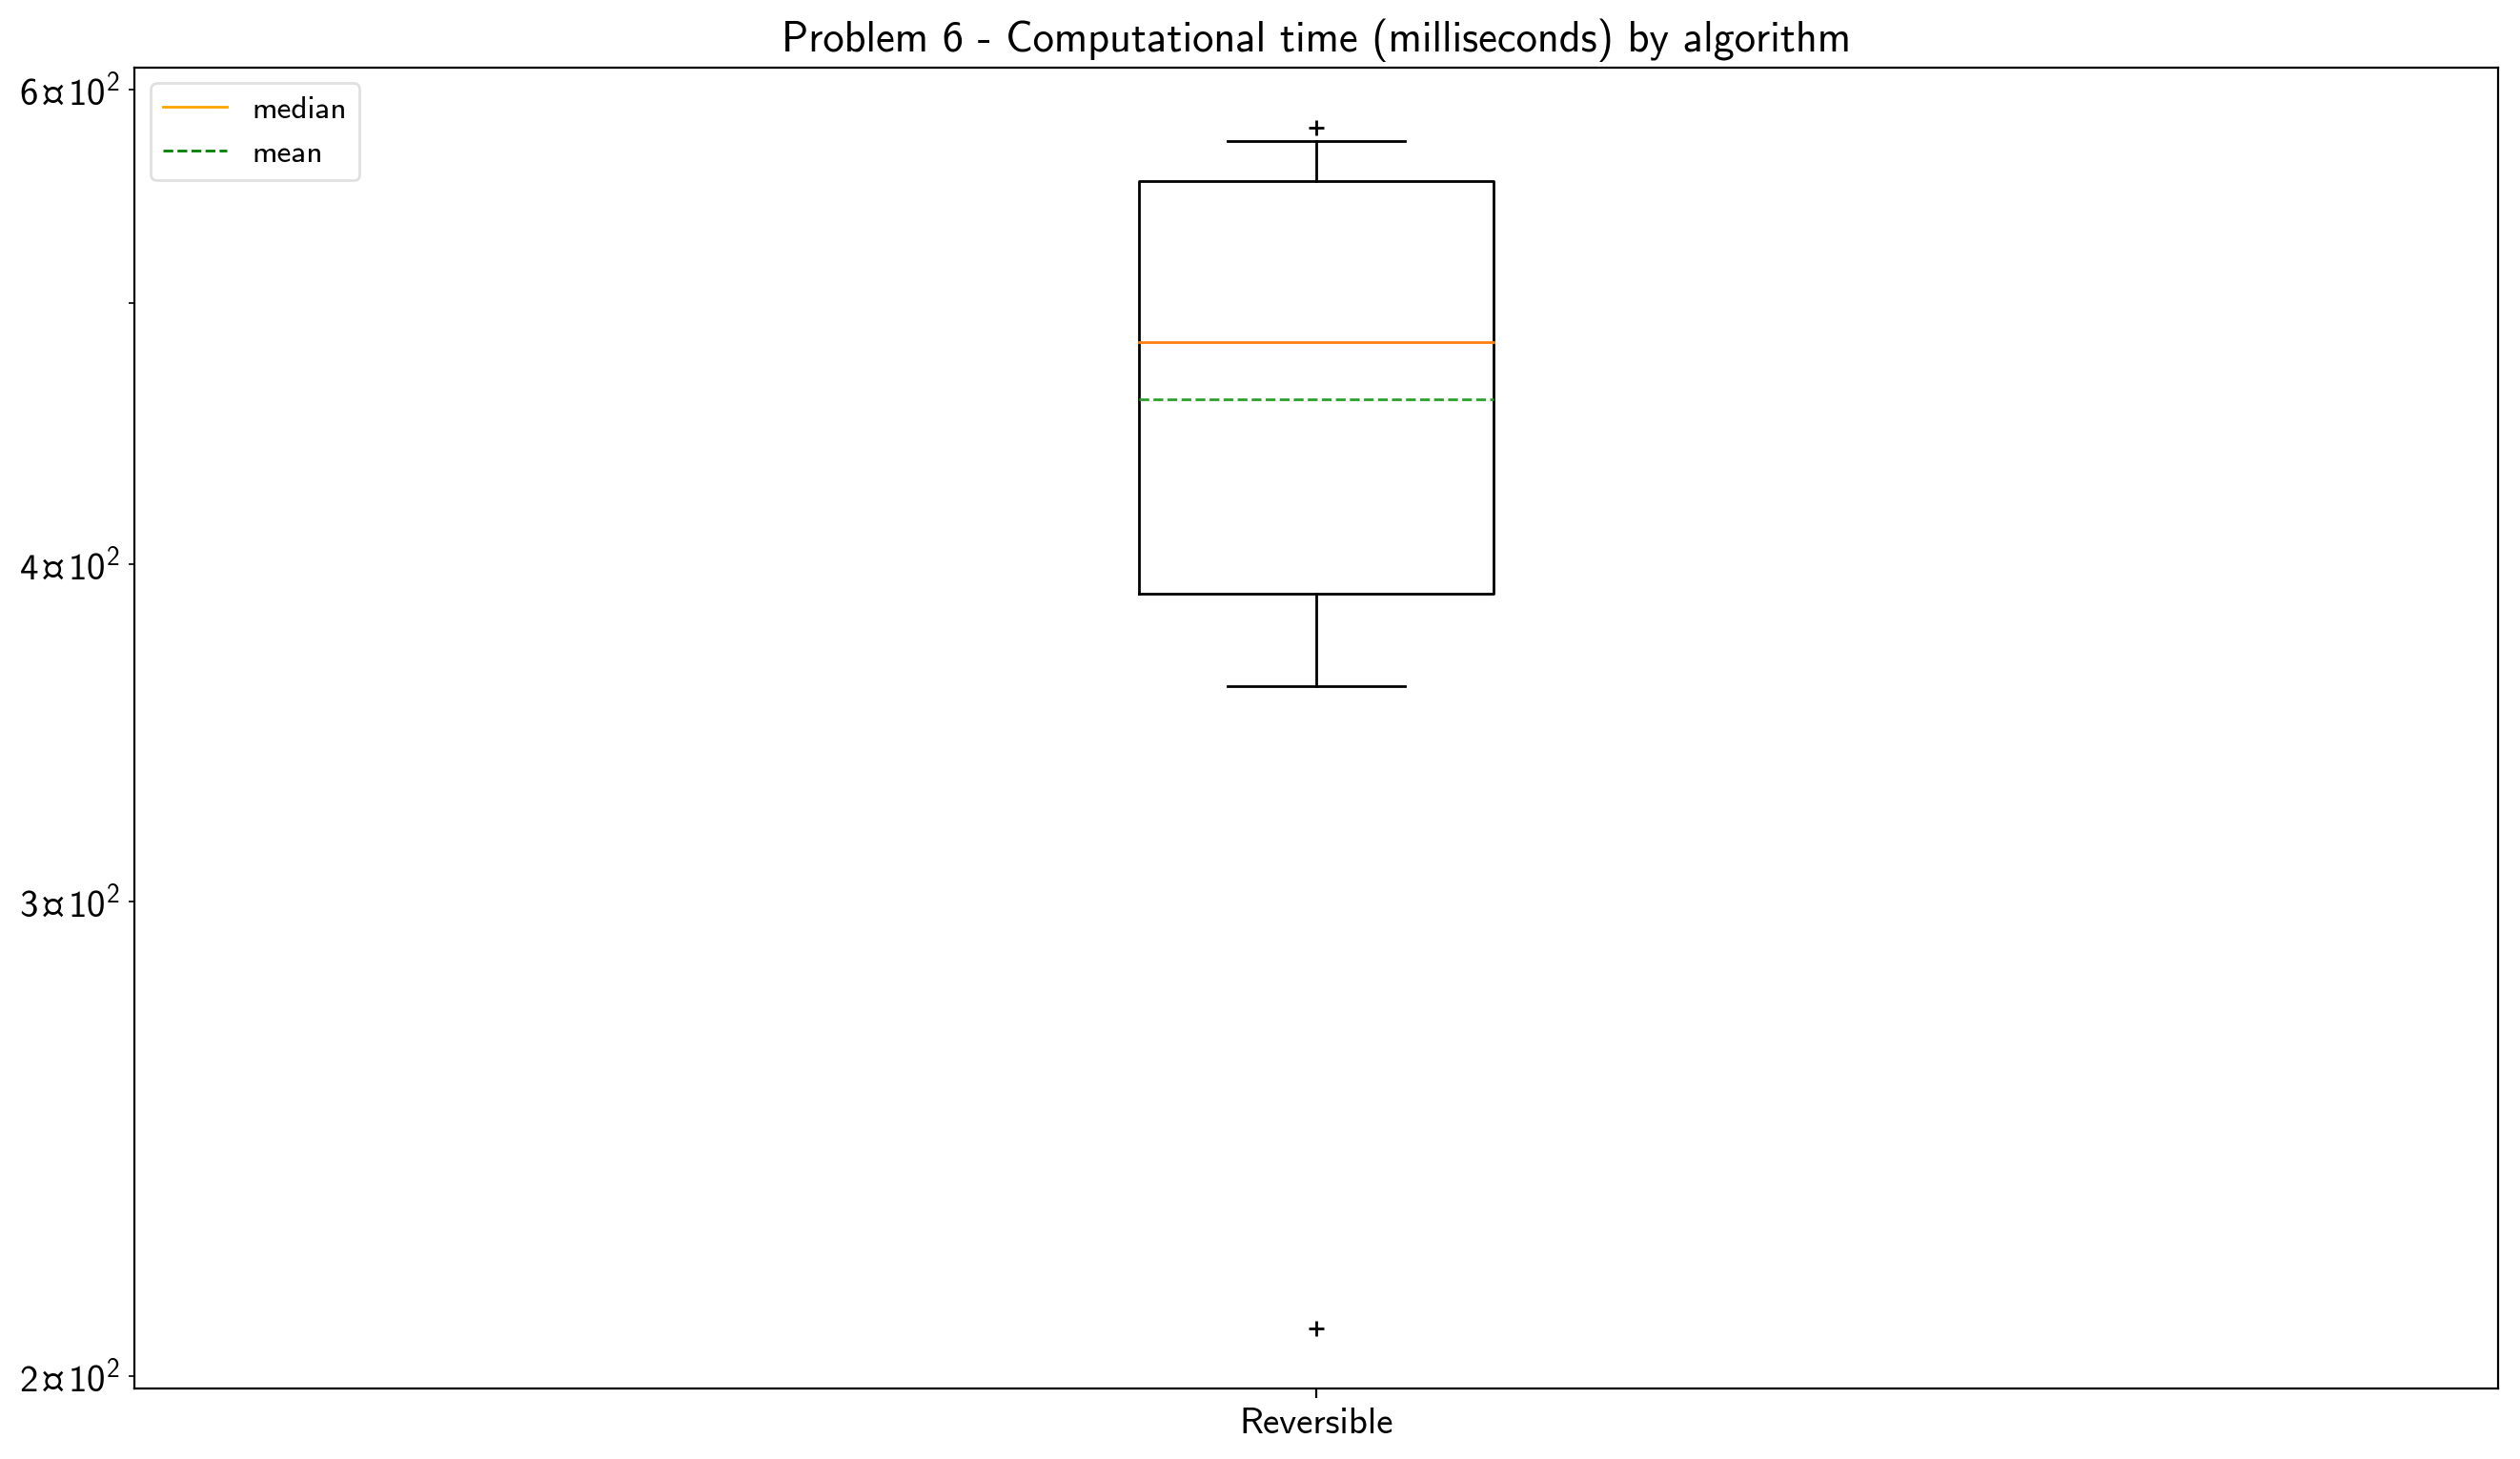 Problem 6 - Computational time (milliseconds) by algorithm
6¤10²
median
mean
4¤10²
3¤10²
2¤10²
Reversible